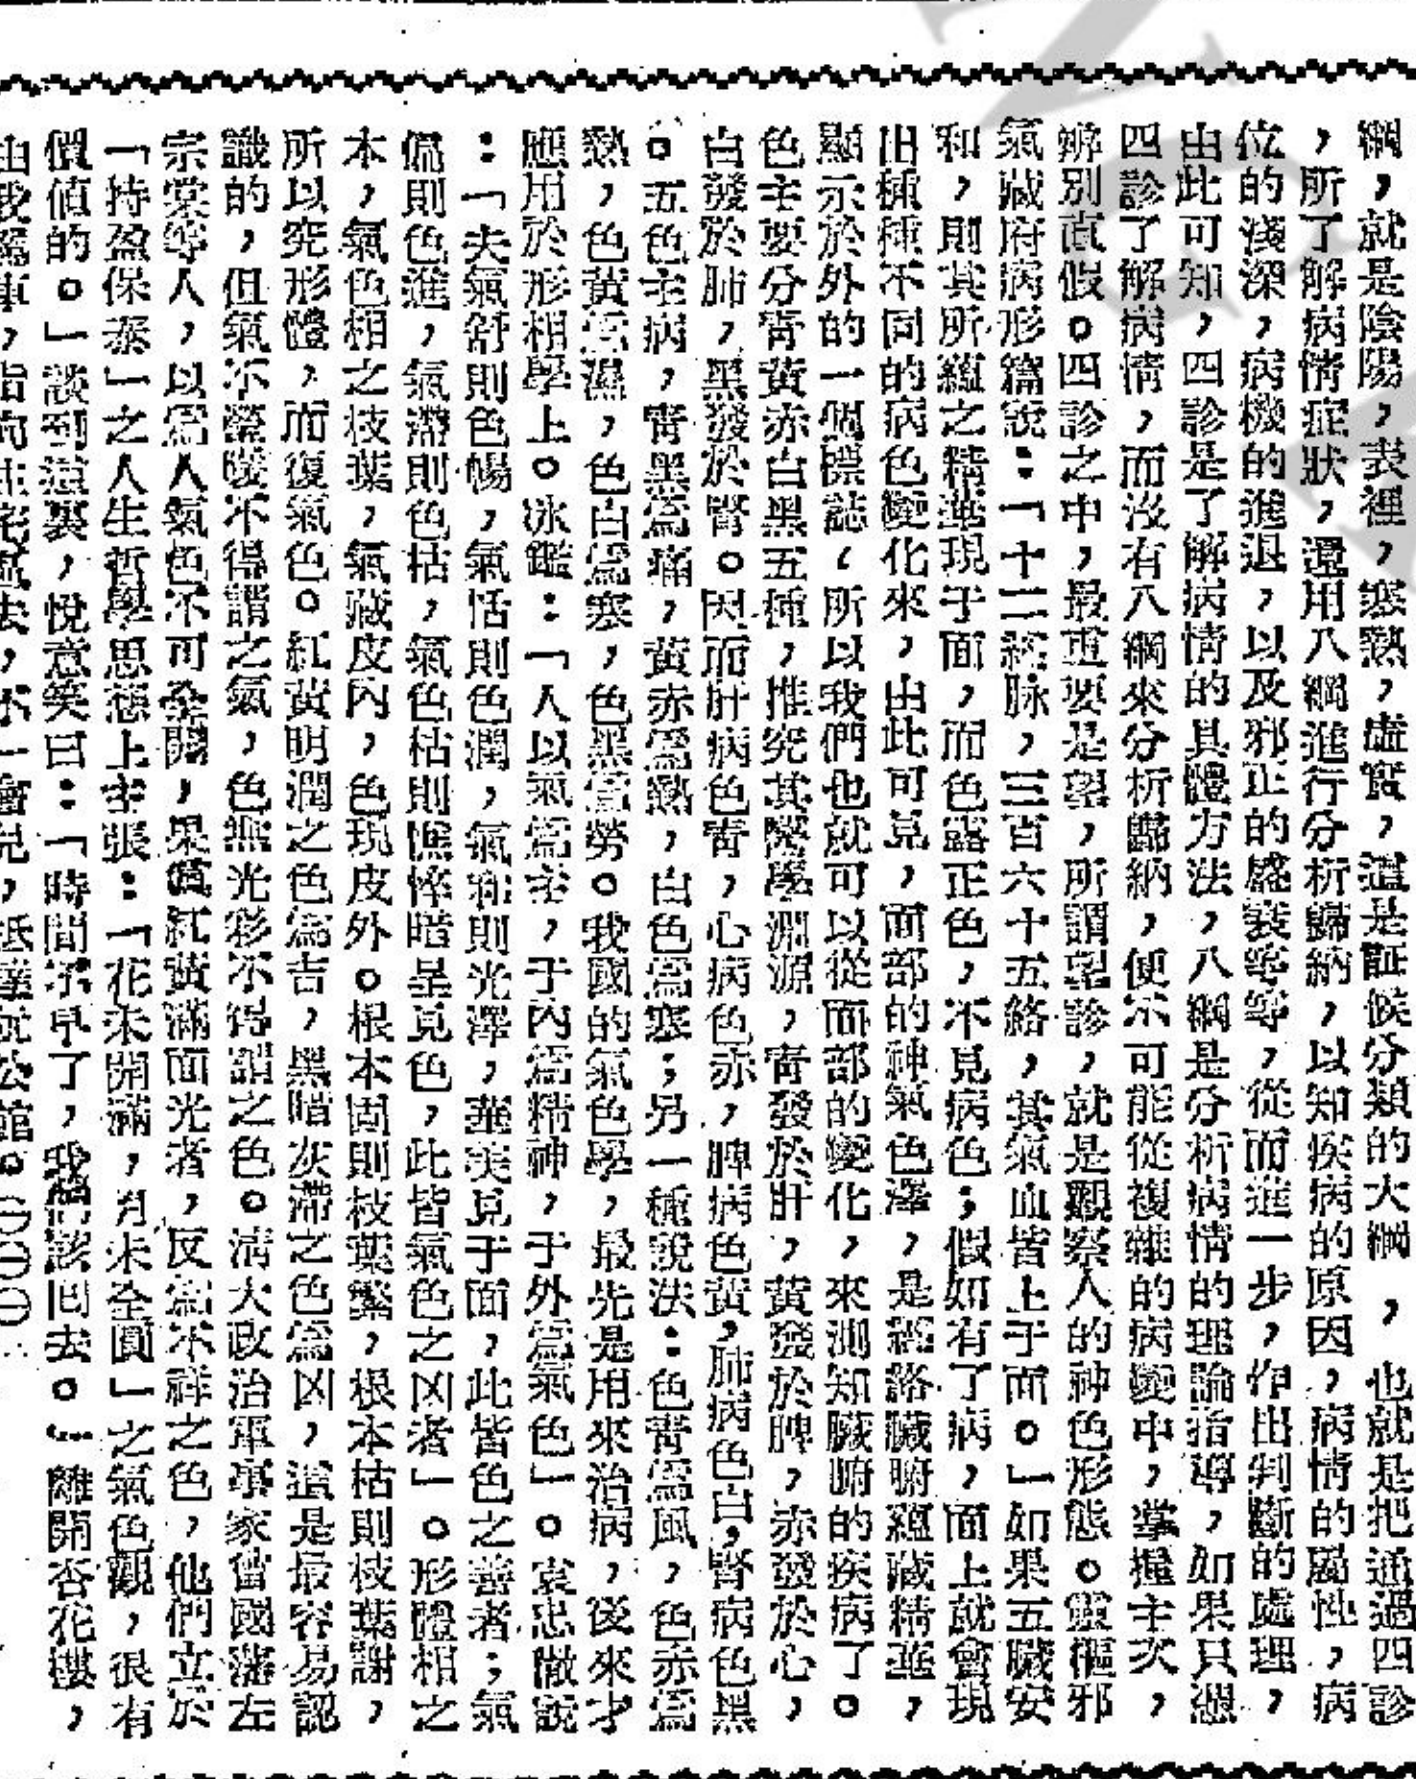 綱，就是陰陽，表裡，寒熱，虛實，這是証候分類的大綱，也就是把通過四診
，所了解病情症狀，還用八綱進行分析歸納，以知疾病的原因，病情的屬性，病
位的淺深，病機的進退，以及邪正的盛衰等等，從而進一步，作出判斷的處理，
由此可知，四診是了解病情的具體方法，八綱是分析病情的理論指導，如果只憑
四診了解病情，而沒有八綱來分析歸納，便不可能從複雜的病變中，掌握主次，
辨別真假。四診之中，最重要是望，所謂望診，就是觀察人的神色形態。靈樞邪
氣藏府病形篇說：「十二經脉，三百六十五絡，其氣血皆上于面。」如果五臟安
和，則其所蘊之精華現于面，而色露正色，不見病色；假如有了病，面上就會現
出種種不同的病色變化來，由此可見，面部的神氣色澤，是經絡臟腑蘊藏精華，
顯示於外的一個標誌，所以我們也就可以從面部的變化，來測知臟腑的疾病了。
色主要分青黃赤白黑五種，推究其醫學淵源，青發於肝，黃發於脾，赤發於心，
白發於肺，黑發於腎。因而肝病色青，心病色赤，脾病色黃，肺病色白，腎病色黑
。五色主病，青黑為痛，黃赤為熱，白色為寒；另一種說法：色青為風，色赤為
熱，色黃為濕，色白為寒，色黑為勞。我國的氣色學，最先是用來治病，後來才
應用於形相學上。冰鑑：「人以氣為主，于內為精神，于外為氣色」。袁忠徹說
：「夫氣舒則色暢，氣恬則色潤，氣和則光澤，華美見于面，此皆色之善者；氣
偏則色進，氣滯則色枯，氣色枯則憔悴暗呈見色，此皆氣色之凶者」。形體相之
本，氣色相之枝葉，氣藏皮內，色現皮外。根本固則枝葉繁，根本枯則枝葉謝，
所以究形體，而復氣色。紅黃明潤之色為吉，黑暗灰滯之色為凶，這是最容易認
識的，但氣不瑩暖不得謂之氣，色無光彩不得謂之色。清大政治軍事家曾國藩左
宗棠等人，以為人氣色不可全開，果真紅黃滿面光者，反為不祥之色，他們立於
「持盈保泰」之人生哲學思想上主張：「花未開滿，月未全圓」之氣色觀，很有
價值的。」談到這裏，悅意笑曰：「時間不早了，我們該回去。」離開杏花樓，
由我駕車，一會兒，抵達阮公館。㊀㊀㊀